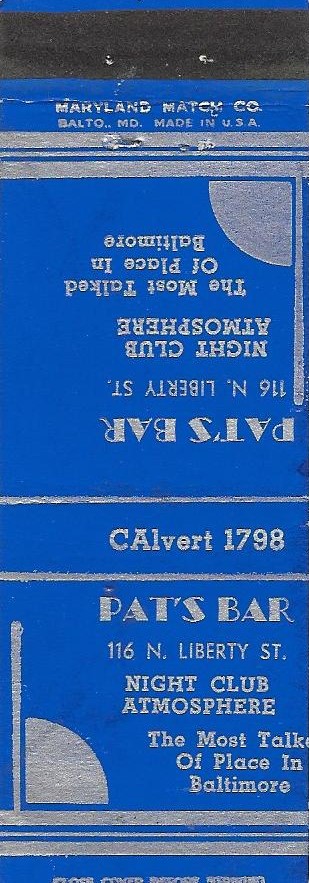 MARYLAND MATCH CO.
BALTO., MD. MADE IN U.S.A.
PAT'S BAR
116 N. LIBERTY ST.
NIGHT CLUB
ATMOSPHERE
The Most Talked
Of Place In
Baltimore
CAlvert 1798
PAT'S BAR
116 N. LIBERTY ST.
NIGHT CLUB
ATMOSPHERE
The Most Talke
Of Place In
Baltimore